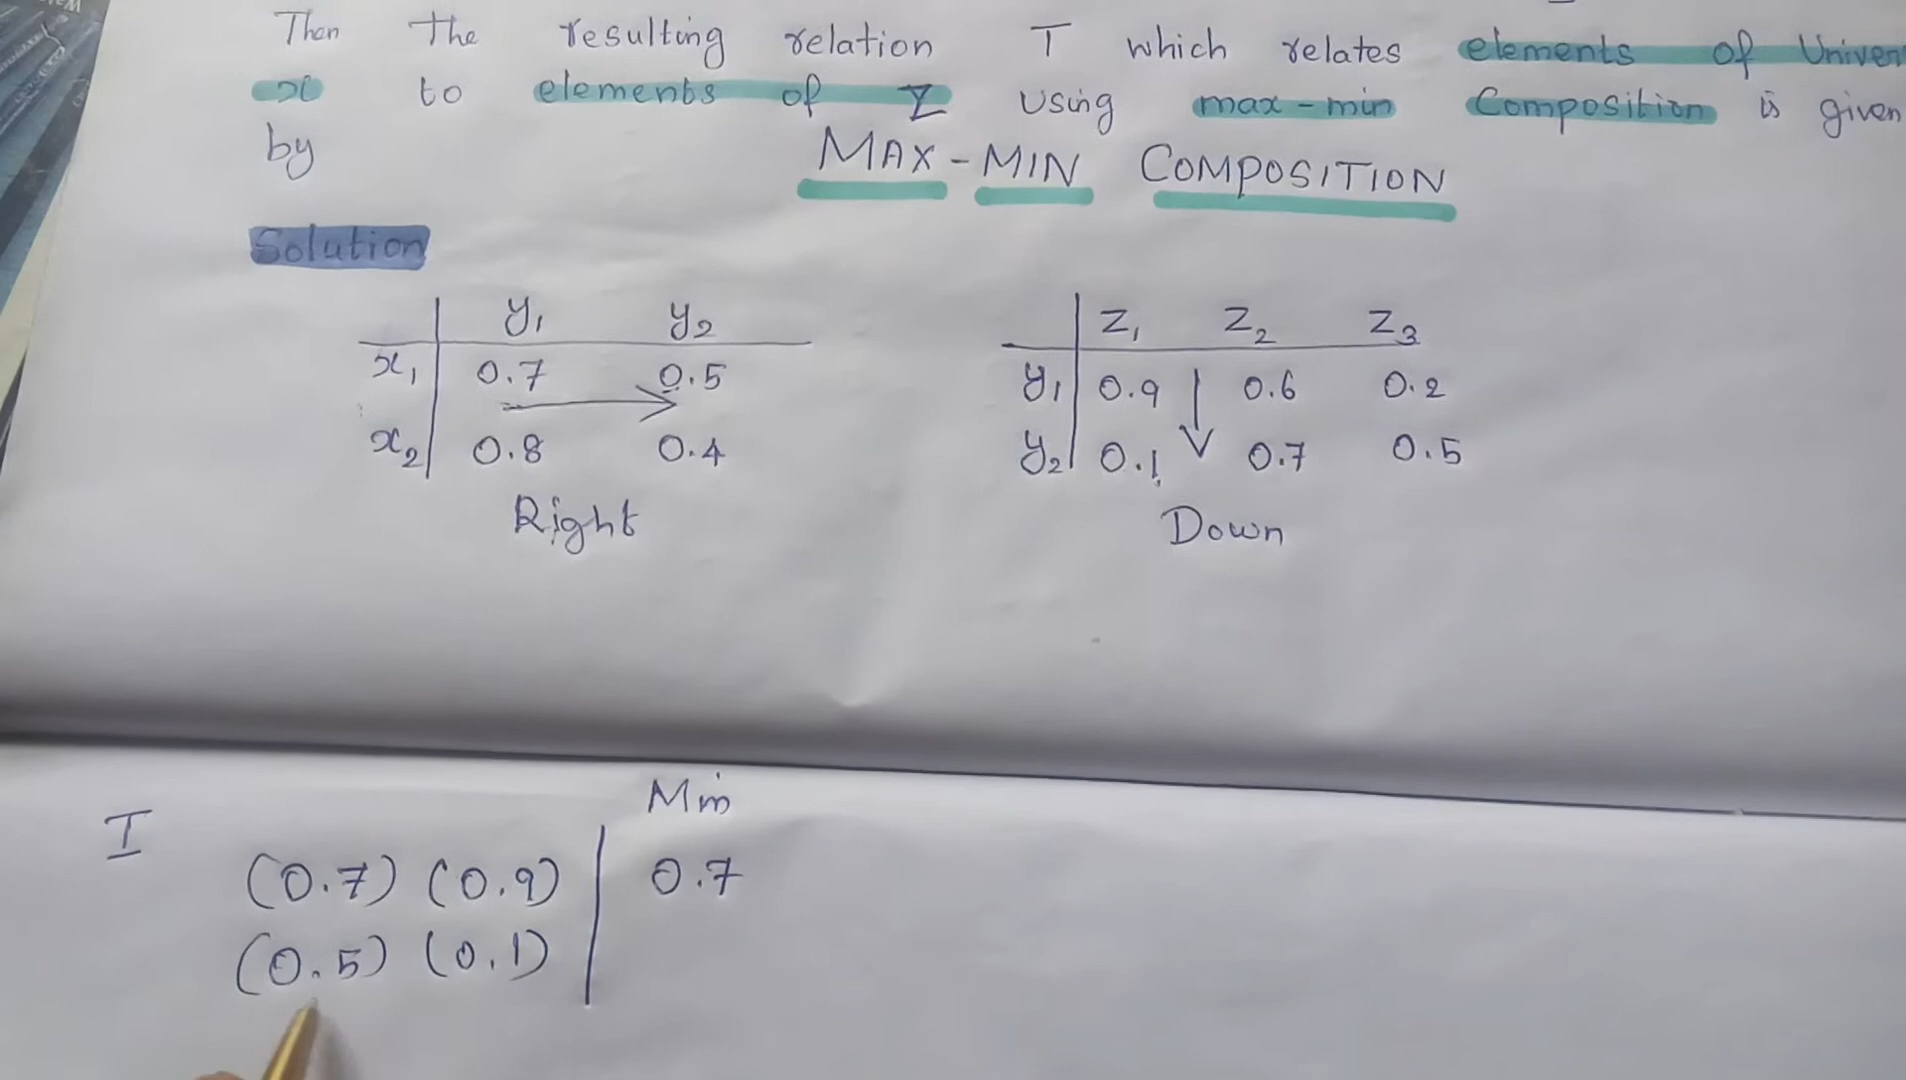 Then the resulting relation T which relates elements of Univer
x to elements of Z Using max-min Composition is given
by MAX-MIN COMPOSITION
Solution
y₁ y₂
x₁ 0.7 0.5
x₂ 0.8 0.4
Right
Z₁ Z₂ Z₃
y₁ 0.9 0.6 0.2
y₂ 0.1 0.7 0.5
Down
Min
I (0.7) (0.9) 0.7
(0.5) (0.1)